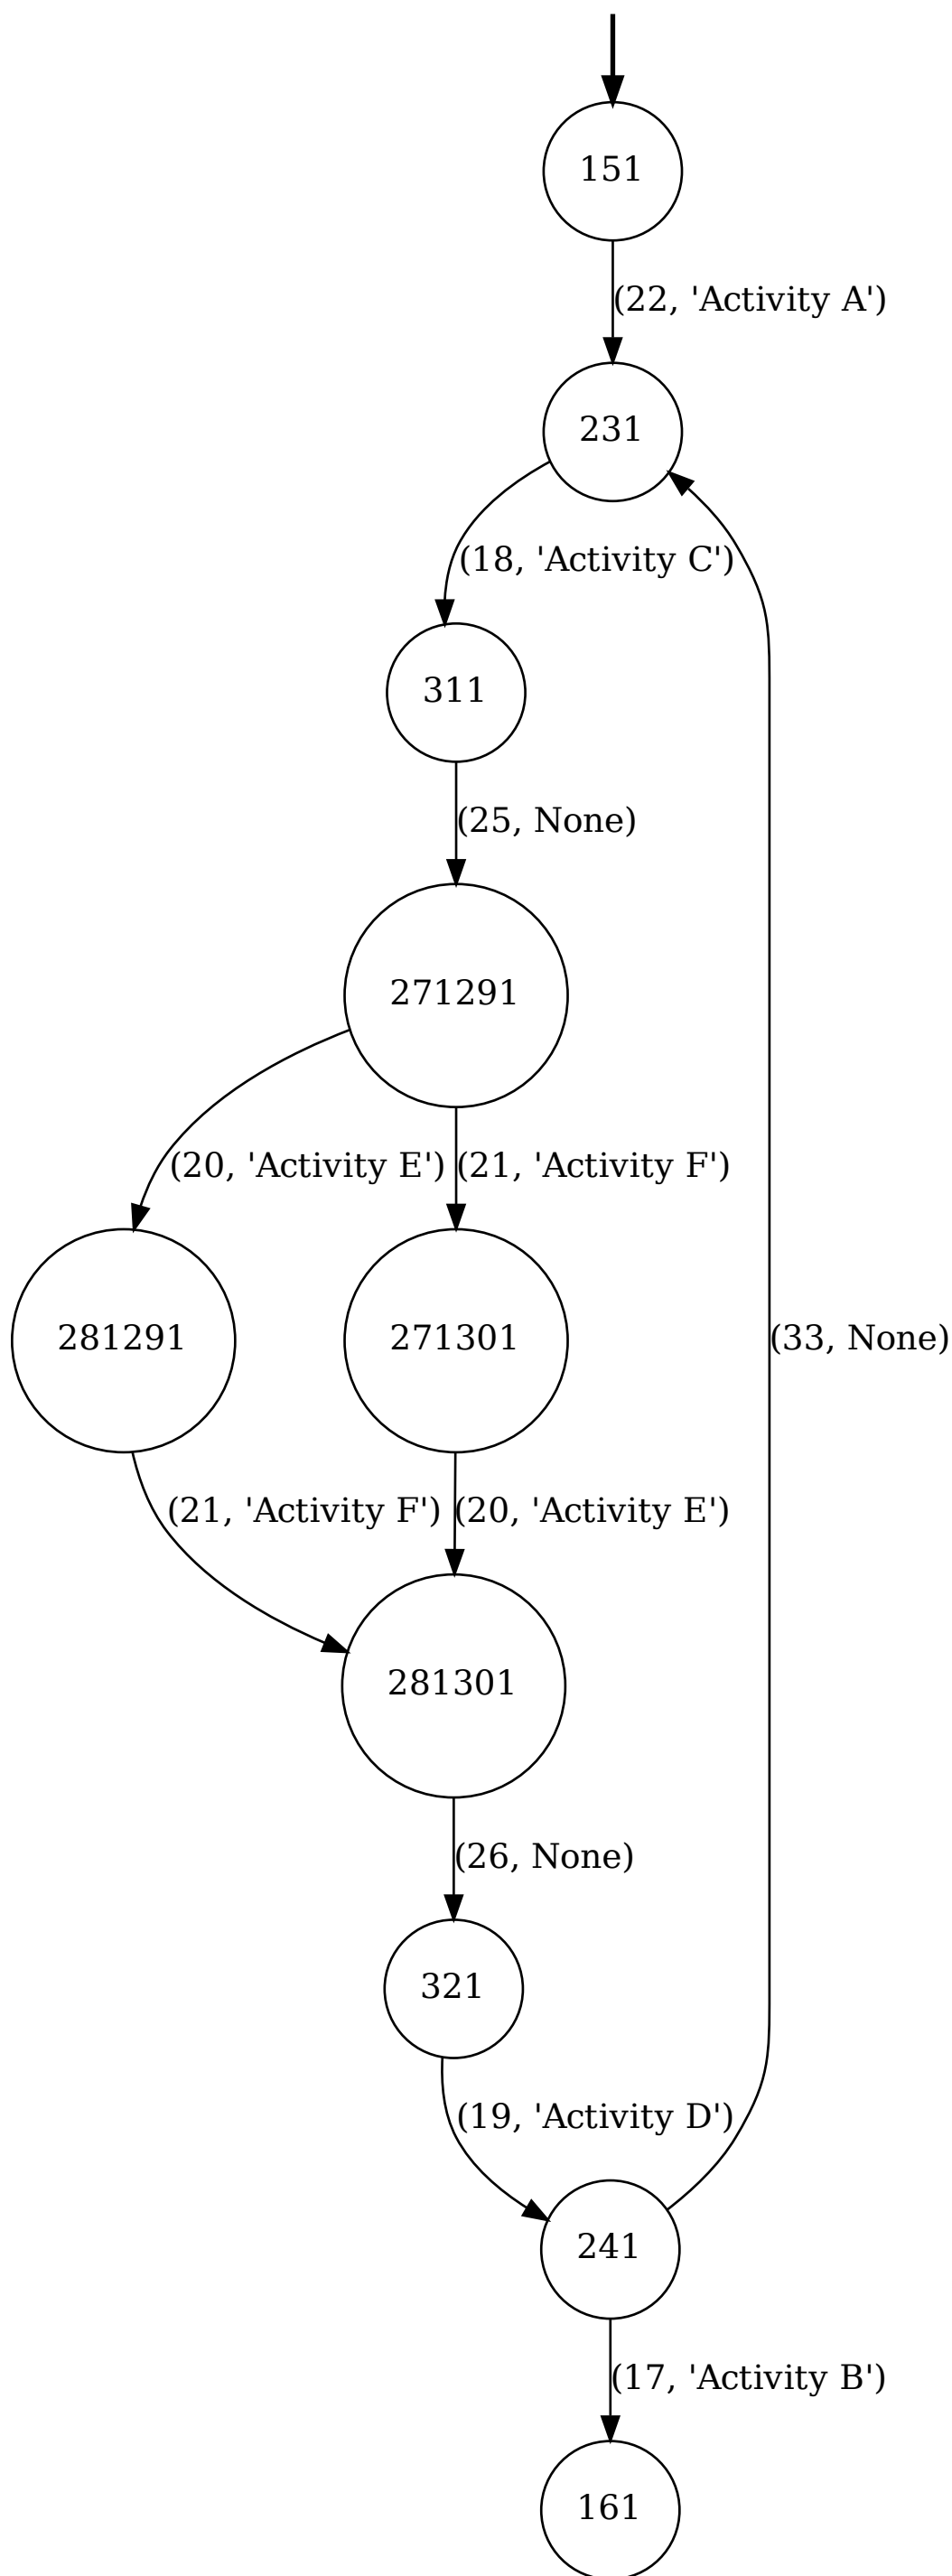 151
(22, 'Activity A')
231
(18, 'Activity C')
311
(25, None)
271291
(20, 'Activity E')
(21, 'Activity F')
281291
271301
(33, None)
(21, 'Activity F')
(20, 'Activity E')
281301
(26, None)
321
(19, 'Activity D')
241
(17, 'Activity B')
161